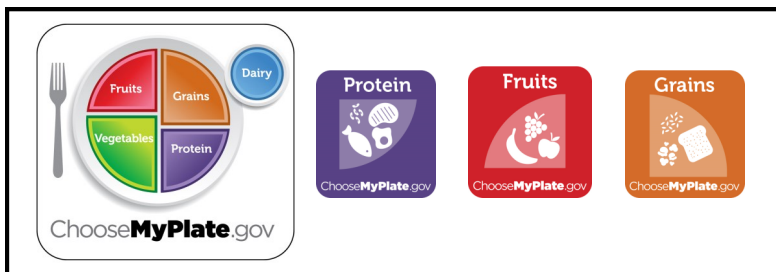 Fruits
Grains
Dairy
Vegetables
Protein
ChooseMyPlate.gov
Protein
ChooseMyPlate.gov
Fruits
ChooseMyPlate.gov
Grains
ChooseMyPlate.gov